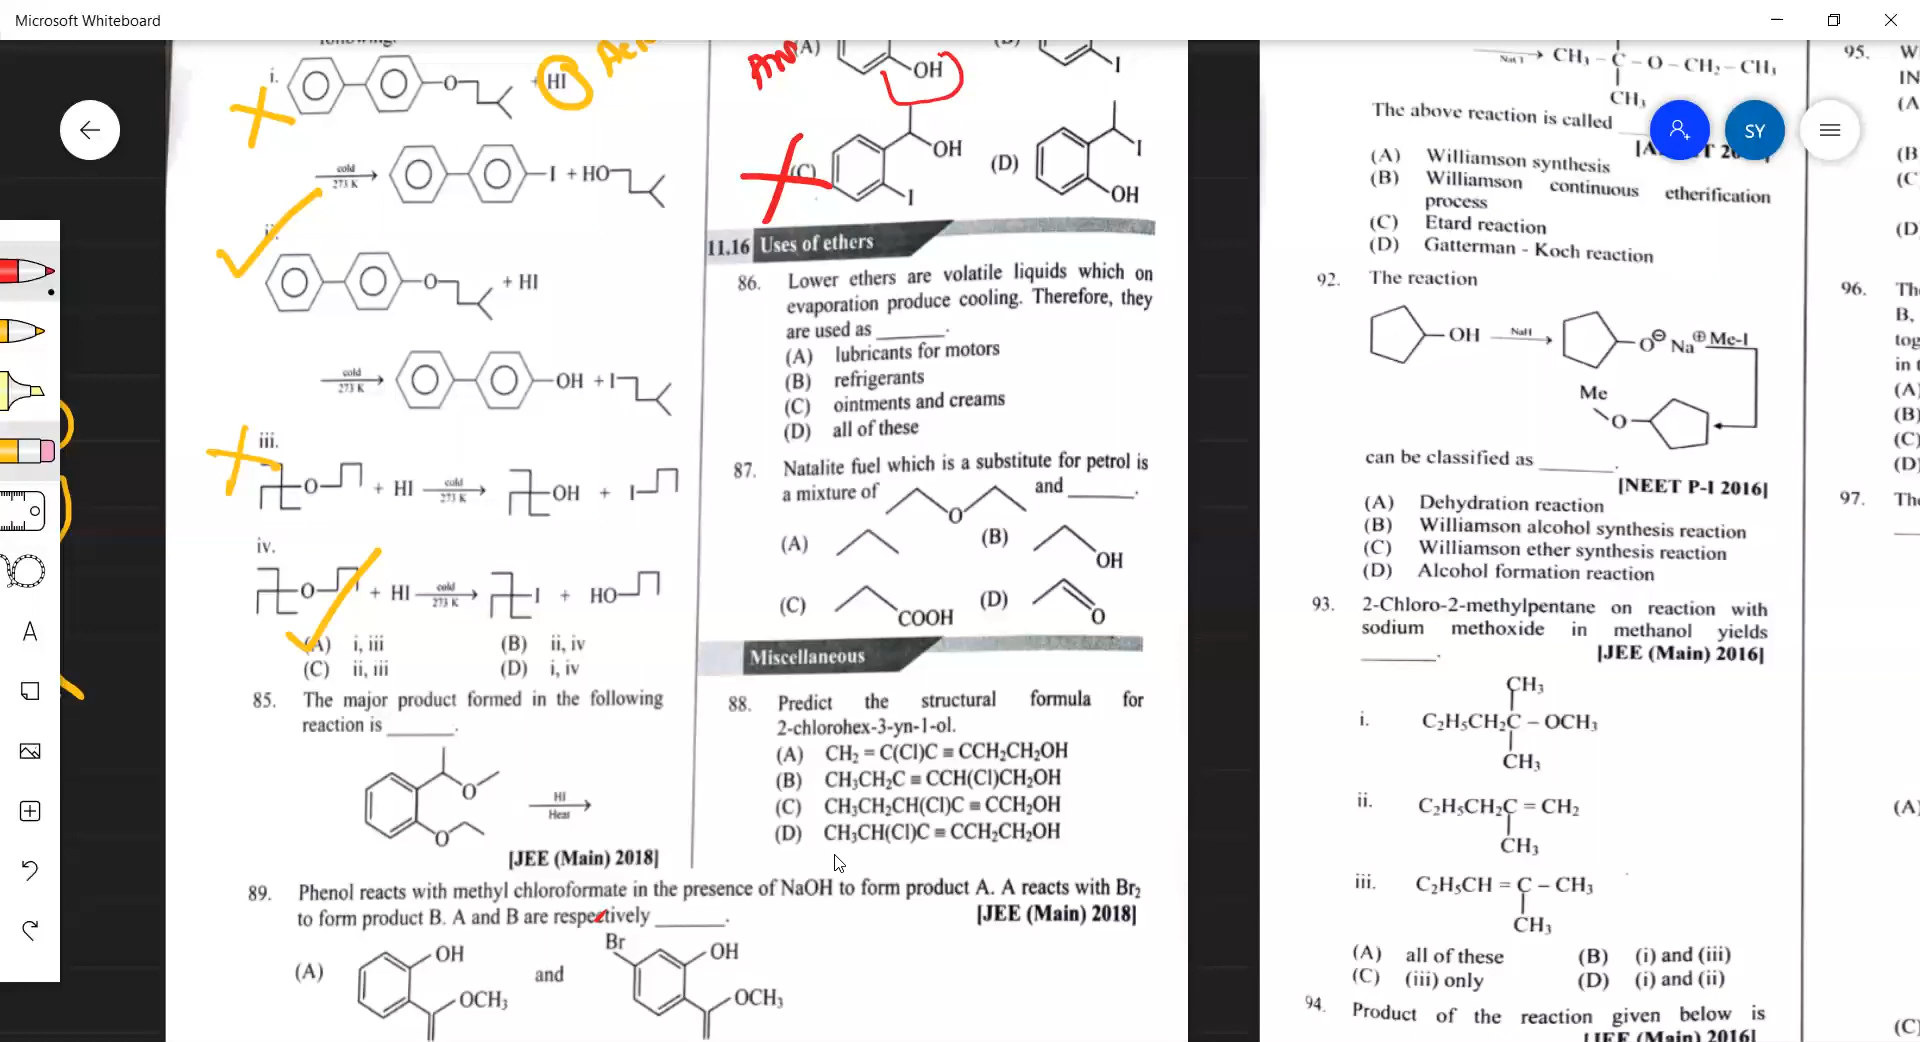 Microsoft Whiteboard
i.
O
+ HI
cold
273 K
I + HO
O
+ HI
cold
273 K
OH + I
iii.
O
+ HI
cold
273 K
OH + I
iv.
O
+ HI
cold
273 K
I + HO
(A) i, iii (B) ii, iv
(C) ii, iii (D) i, iv
85. The major product formed in the following
reaction is ______.
O
O
HI
Heat
[JEE (Main) 2018]
Ans
A)
OH
I
(C)
OH
I
(D)
I
OH
11.16 Uses of ethers
86. Lower ethers are volatile liquids which on
evaporation produce cooling. Therefore, they
are used as ______.
(A) lubricants for motors
(B) refrigerants
(C) ointments and creams
(D) all of these
87. Natalite fuel which is a substitute for petrol is
a mixture of O and ______.
(A)
(B) OH
(C) COOH
(D) O
Miscellaneous
88. Predict the structural formula for
2-chlorohex-3-yn-1-ol.
(A) CH₂ = C(Cl)C ≡ CCH₂CH₂OH
(B) CH₃CH₂C ≡ CCH(Cl)CH₂OH
(C) CH₃CH₂CH(Cl)C ≡ CCH₂OH
(D) CH₃CH(Cl)C ≡ CCH₂CH₂OH
89. Phenol reacts with methyl chloroformate in the presence of NaOH to form product A. A reacts with Br₂
to form product B. A and B are respectively ______.
[JEE (Main) 2018]
(A)
OH
OCH₃
and
Br
OH
OCH₃
CH₃ – C – O – CH₂ – CH₃
CH₃
The above reaction is called
SY
(A) Williamson synthesis
(B) Williamson continuous etherification
process
(C) Etard reaction
(D) Gatterman - Koch reaction
92. The reaction
OH
NaH
O⊖ Na⊕ Me-I
Me
O
can be classified as ______.
[NEET P-I 2016]
(A) Dehydration reaction
(B) Williamson alcohol synthesis reaction
(C) Williamson ether synthesis reaction
(D) Alcohol formation reaction
93. 2-Chloro-2-methylpentane on reaction with
sodium methoxide in methanol yields
______.
[JEE (Main) 2016]
CH₃
i. C₂H₅CH₂C – OCH₃
CH₃
ii. C₂H₅CH₂C = CH₂
CH₃
iii. C₂H₅CH = C – CH₃
CH₃
(A) all of these (B) (i) and (iii)
(C) (iii) only (D) (i) and (ii)
94. Product of the reaction given below is
[JEE (Main) 2016]
95. W
IN
(A
(B
(C
(D
96. The
B,
tog
in t
(A)
(B)
(C)
(D)
97. The
(A)
(C)